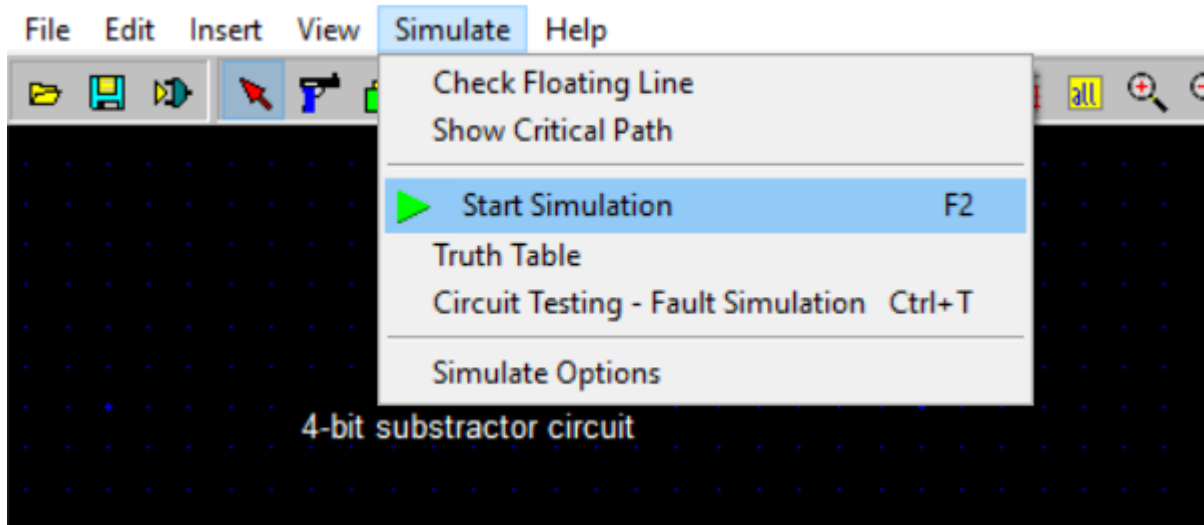 File Edit Insert View Simulate Help
all
Check Floating Line
Show Critical Path
Start Simulation F2
Truth Table
Circuit Testing - Fault Simulation Ctrl+T
Simulate Options
4-bit substractor circuit